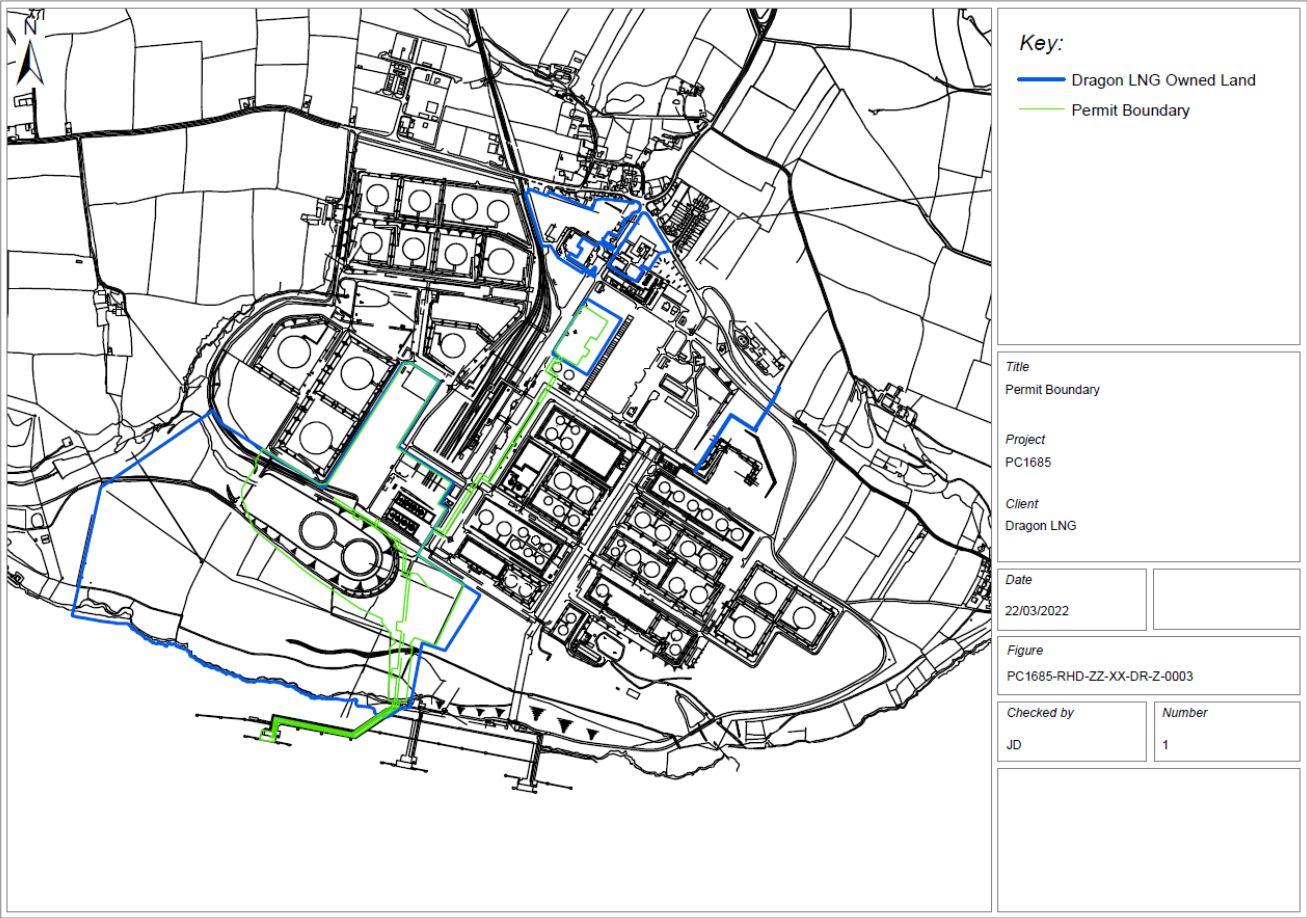 N
Key:
Dragon LNG Owned Land
Permit Boundary
Title
Permit Boundary
Project
PC1685
Client
Dragon LNG
Date
22/03/2022
Figure
PC1685-RHD-ZZ-XX-DR-Z-0003
Checked by
Number
JD
1